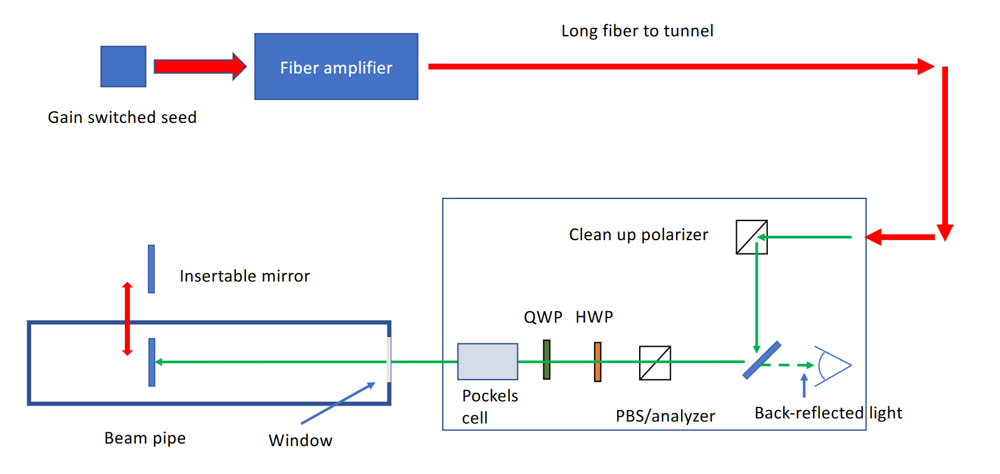 Long fiber to tunnel
Fiber amplifier
Gain switched seed
Clean up polarizer
Insertable mirror
QWP
HWP
Pockels
cell
PBS/analyzer
Back-reflected light
Beam pipe
Window